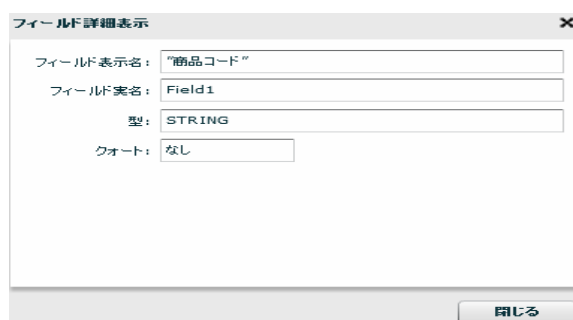 フィールド詳細表示
フィールド表示名: "商品コード"
フィールド実名: Field1
型: STRING
クォート: なし
閉じる